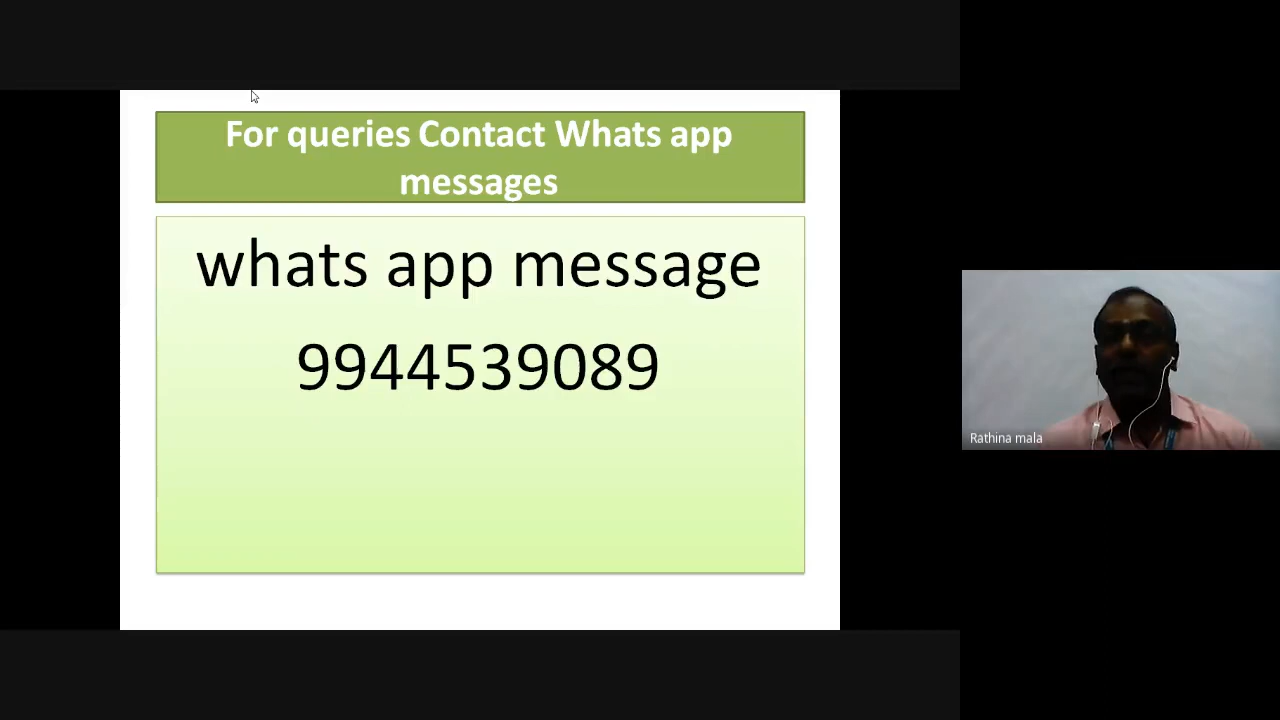 For queries Contact Whats app
messages
whats app message
9944539089
Rathina mala